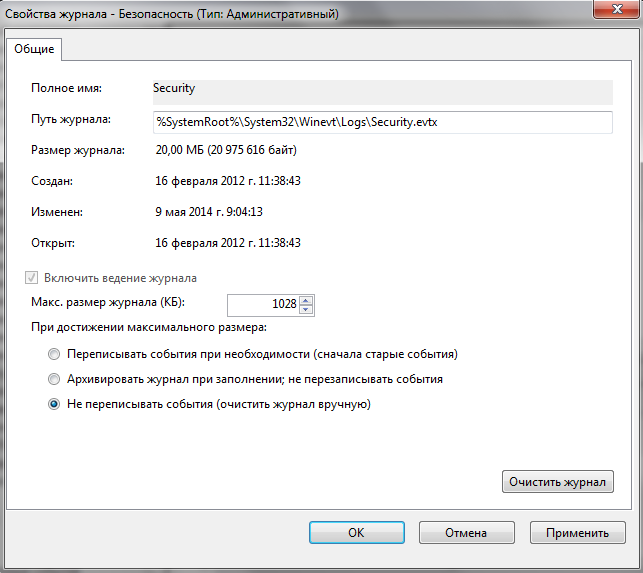 Свойства журнала - Безопасность (Тип: Административный)
Общие
Полное имя: Security
Путь журнала: %SystemRoot%\System32\Winevt\Logs\Security.evtx
Размер журнала: 20,00 МБ (20 975 616 байт)
Создан: 16 февраля 2012 г. 11:38:43
Изменен: 9 мая 2014 г. 9:04:13
Открыт: 16 февраля 2012 г. 11:38:43
Включить ведение журнала
Макс. размер журнала (КБ): 1028
При достижении максимального размера:
Переписывать события при необходимости (сначала старые события)
Архивировать журнал при заполнении; не перезаписывать события
Не переписывать события (очистить журнал вручную)
Очистить журнал
ОК Отмена Применить